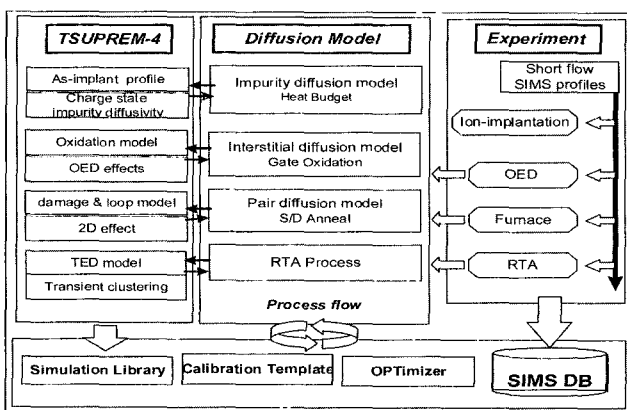 TSUPREM-4
As-implant profile
Charge state
impurity diffusivity
Oxidation model
OED effects
damage & loop model
2D effect
TED model
Transient clustering
Diffusion Model
Impurity diffusion model
Heat Budget
Interstitial diffusion model
Gate Oxidation
Pair diffusion model
S/D Anneal
RTA Process
Process flow
Experiment
Short flow
SIMS profiles
Ion-implantation
OED
Furnace
RTA
Simulation Library
Calibration Template
OPTimizer
SIMS DB